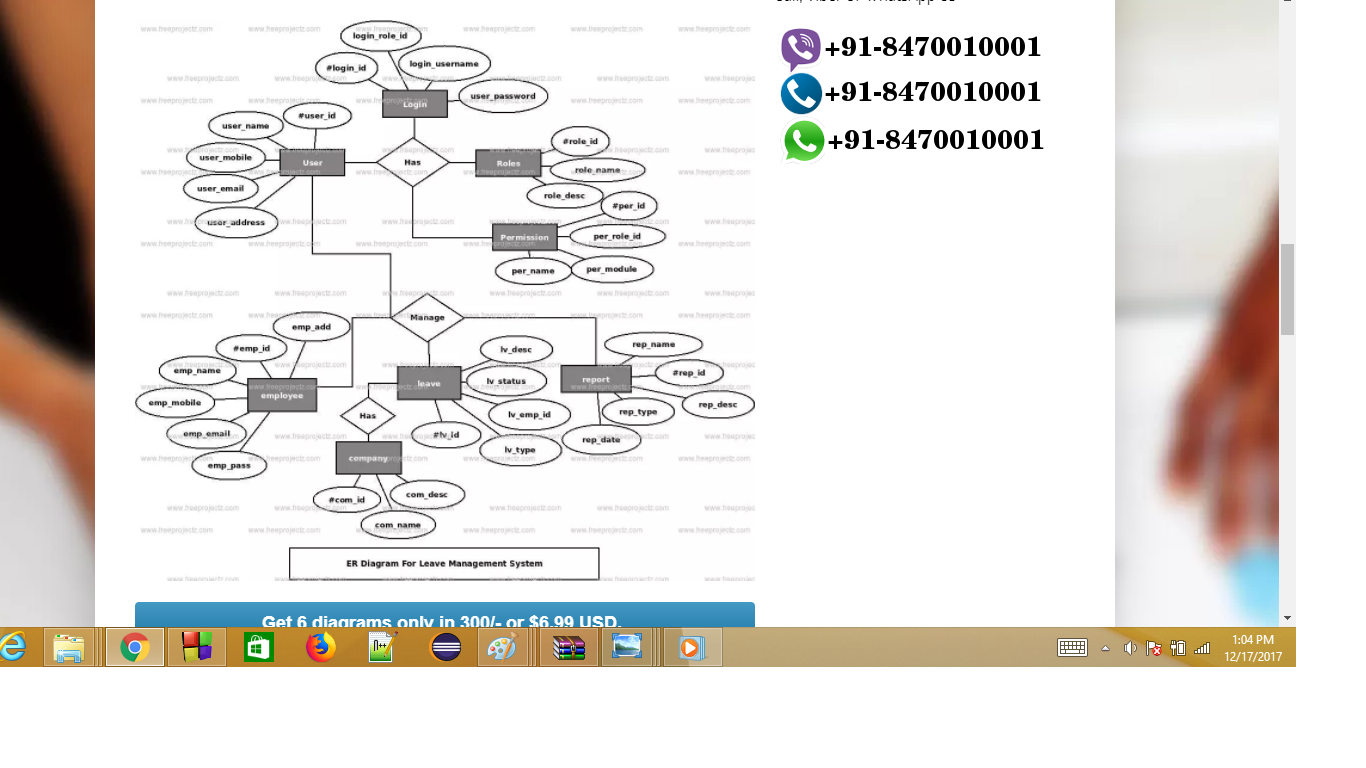 login_role_id
#login_id
login_username
user_password
Login
#user_id
user_name
user_mobile
user_email
user_address
User
Has
Roles
#role_id
role_name
role_desc
#per_id
Permission
per_role_id
per_name
per_module
Manage
emp_add
#emp_id
emp_name
emp_mobile
emp_email
emp_pass
employee
leave
lv_desc
lv_status
lv_emp_id
#lv_id
lv_type
report
rep_name
#rep_id
rep_desc
rep_type
rep_date
Has
company
#com_id
com_desc
com_name
ER Diagram For Leave Management System
www.freeprojectz.com
Get 6 diagrams only in 300/- or $6.99 USD.
+91-8470010001
+91-8470010001
+91-8470010001
1:04 PM
12/17/2017